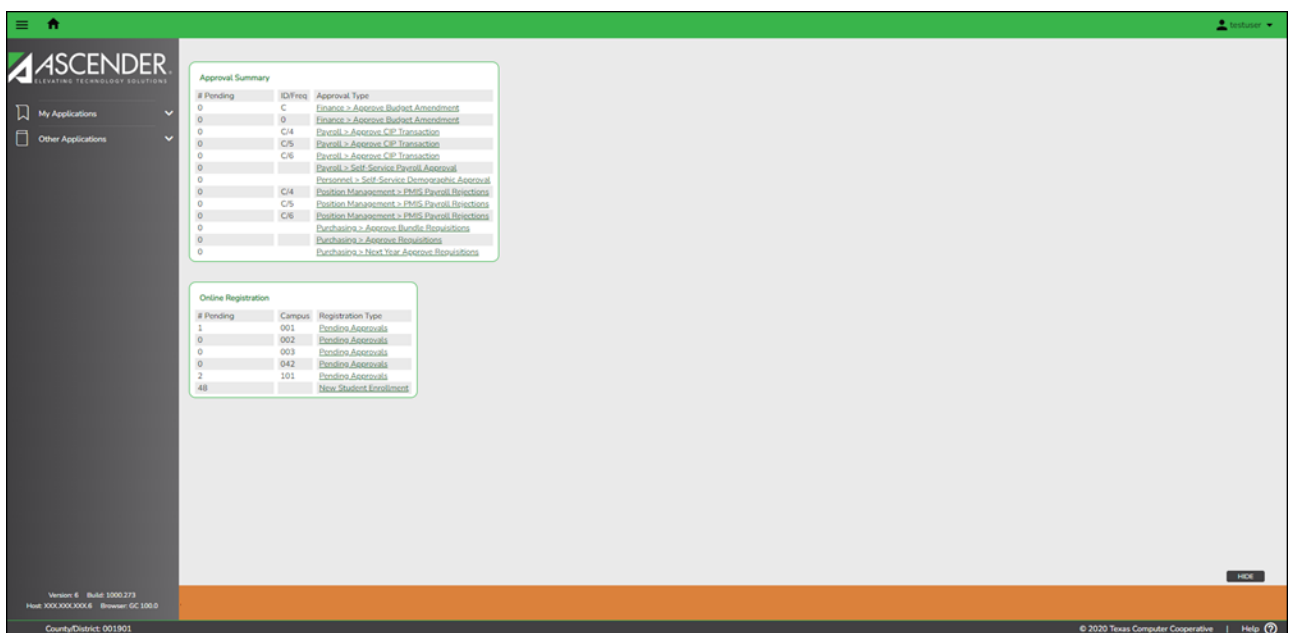 testuser
ASCENDER
ELEVATING TECHNOLOGY SOLUTIONS
My Applications
Other Applications
Approval Summary
# Pending ID/Freq Approval Type
0 C Finance > Approve Budget Amendment
0 0 Finance > Approve Budget Amendment
0 C/4 Payroll > Approve CIP Transaction
0 C/5 Payroll > Approve CIP Transaction
0 C/6 Payroll > Approve CIP Transaction
0 Payroll > Self-Service Payroll Approval
0 Personnel > Self-Service Demographic Approval
0 C/4 Position Management > PMIS Payroll Rejections
0 C/5 Position Management > PMIS Payroll Rejections
0 C/6 Position Management > PMIS Payroll Rejections
0 Purchasing > Approve Bundle Requisitions
0 Purchasing > Approve Requisitions
0 Purchasing > Next Year Approve Requisitions
Online Registration
# Pending Campus Registration Type
1 001 Pending Approvals
0 002 Pending Approvals
0 003 Pending Approvals
0 042 Pending Approvals
2 101 Pending Approvals
48 New Student Enrollment
HIDE
Version: 6 Build: 1000.273
Host: XXX.XXX.XXX.6 Browser: GC 100.0
County/District: 001901
© 2020 Texas Computer Cooperative | Help ?